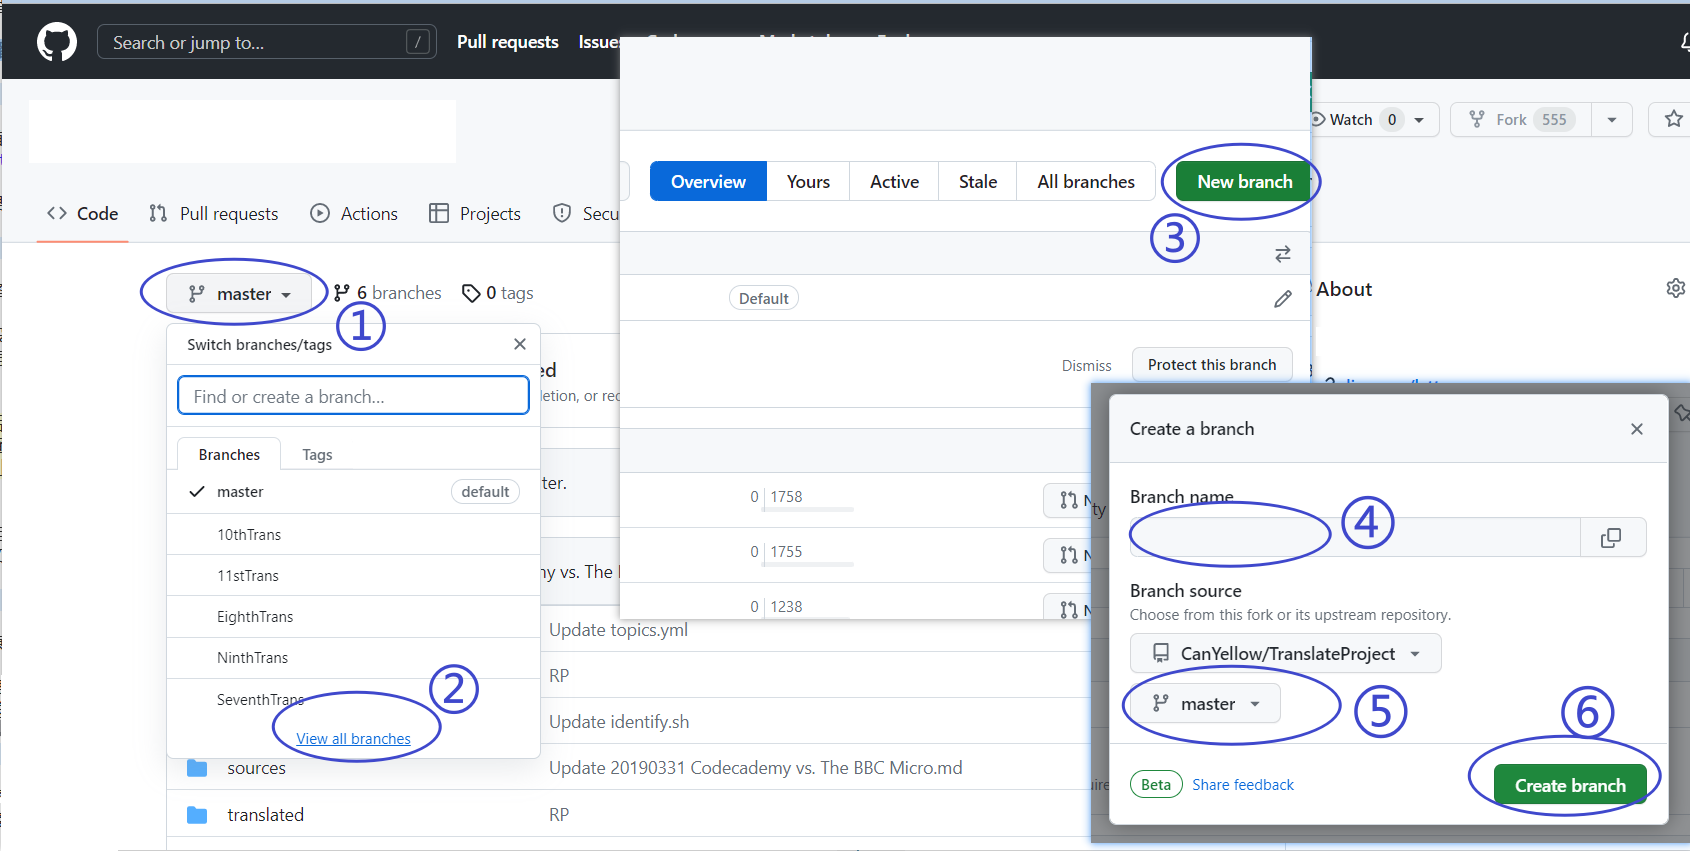 Search or jump to... /
Pull requests
Issues
Watch 0
Fork 555
Code
Pull requests
Actions
Projects
Overview
Yours
Active
Stale
All branches
New branch
③
master
6 branches
0 tags
①
Switch branches/tags
Find or create a branch...
Branches
Tags
master
default
10thTrans
11stTrans
EighthTrans
NinthTrans
SeventhTrans
②
View all branches
Default
Dismiss
Protect this branch
0 1758
0 1755
0 1238
About
etion, or rec
ter.
my vs. The
Update topics.yml
RP
Update identify.sh
sources
Update 20190331 Codecademy vs. The BBC Micro.md
translated
RP
Create a branch
Branch name
④
Branch source
Choose from this fork or its upstream repository.
CanYellow/TranslateProject
master
⑤
⑥
Beta
Share feedback
Create branch